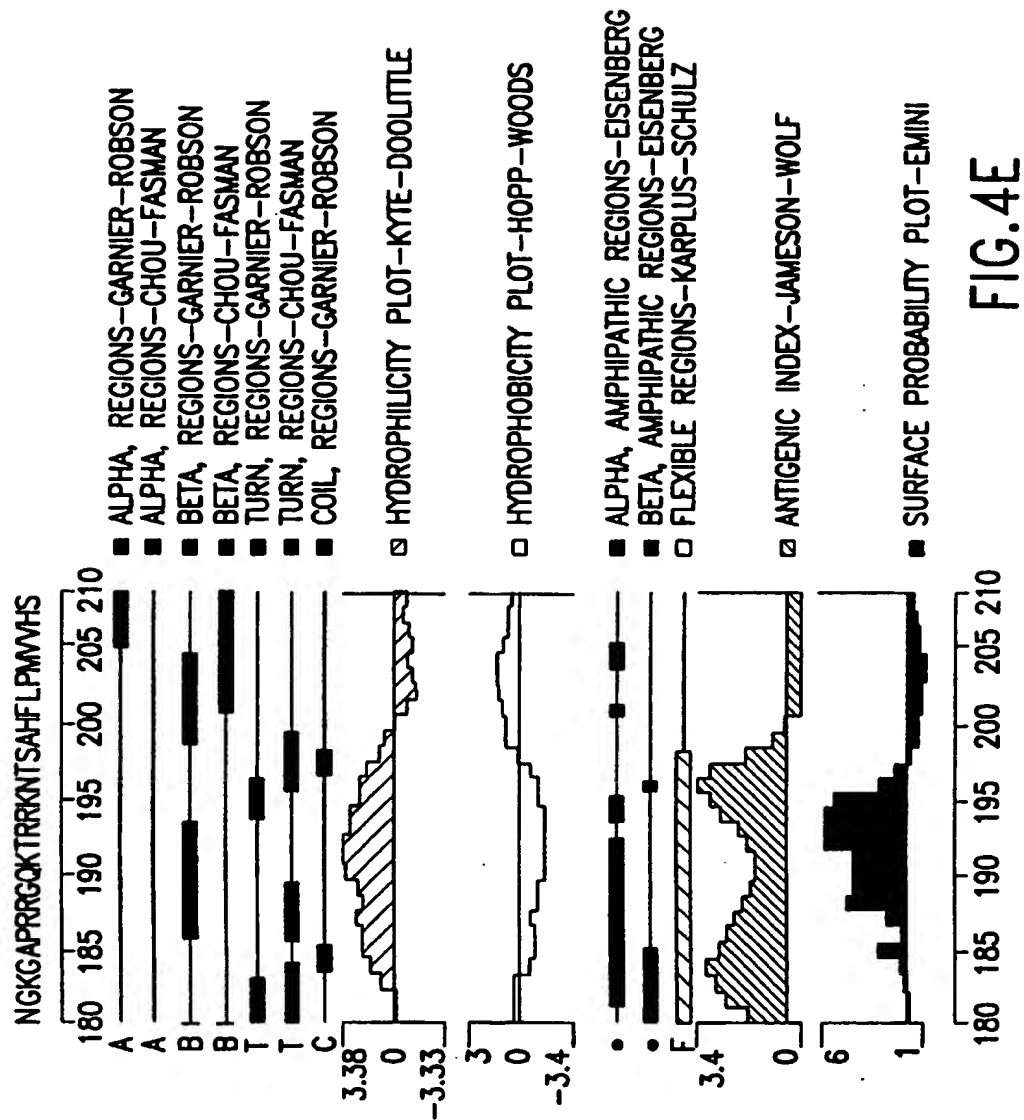 NGKGAPRRGQKTRRKNTSAHFLPMVVHS
180 185 190 195 200 205 210
A ALPHA, REGIONS-GARNIER-ROBSON
A ALPHA, REGIONS-CHOU-FASMAN
B BETA, REGIONS-GARNIER-ROBSON
B BETA, REGIONS-CHOU-FASMAN
T TURN, REGIONS-GARNIER-ROBSON
T TURN, REGIONS-CHOU-FASMAN
C COIL, REGIONS-GARNIER-ROBSON
3.38
0 HYDROPHILICITY PLOT-KYTE-DOOLITTLE
-3.33
3
0 HYDROPHOBICITY PLOT-HOPP-WOODS
-3.4
ALPHA, AMPHIPATHIC REGIONS-EISENBERG
BETA, AMPHIPATHIC REGIONS-EISENBERG
F FLEXIBLE REGIONS-KARPLUS-SCHULZ
3.4
ANTIGENIC INDEX-JAMESON-WOLF
0
6
SURFACE PROBABILITY PLOT-EMINI
1
180 185 190 195 200 205 210
FIG.4E